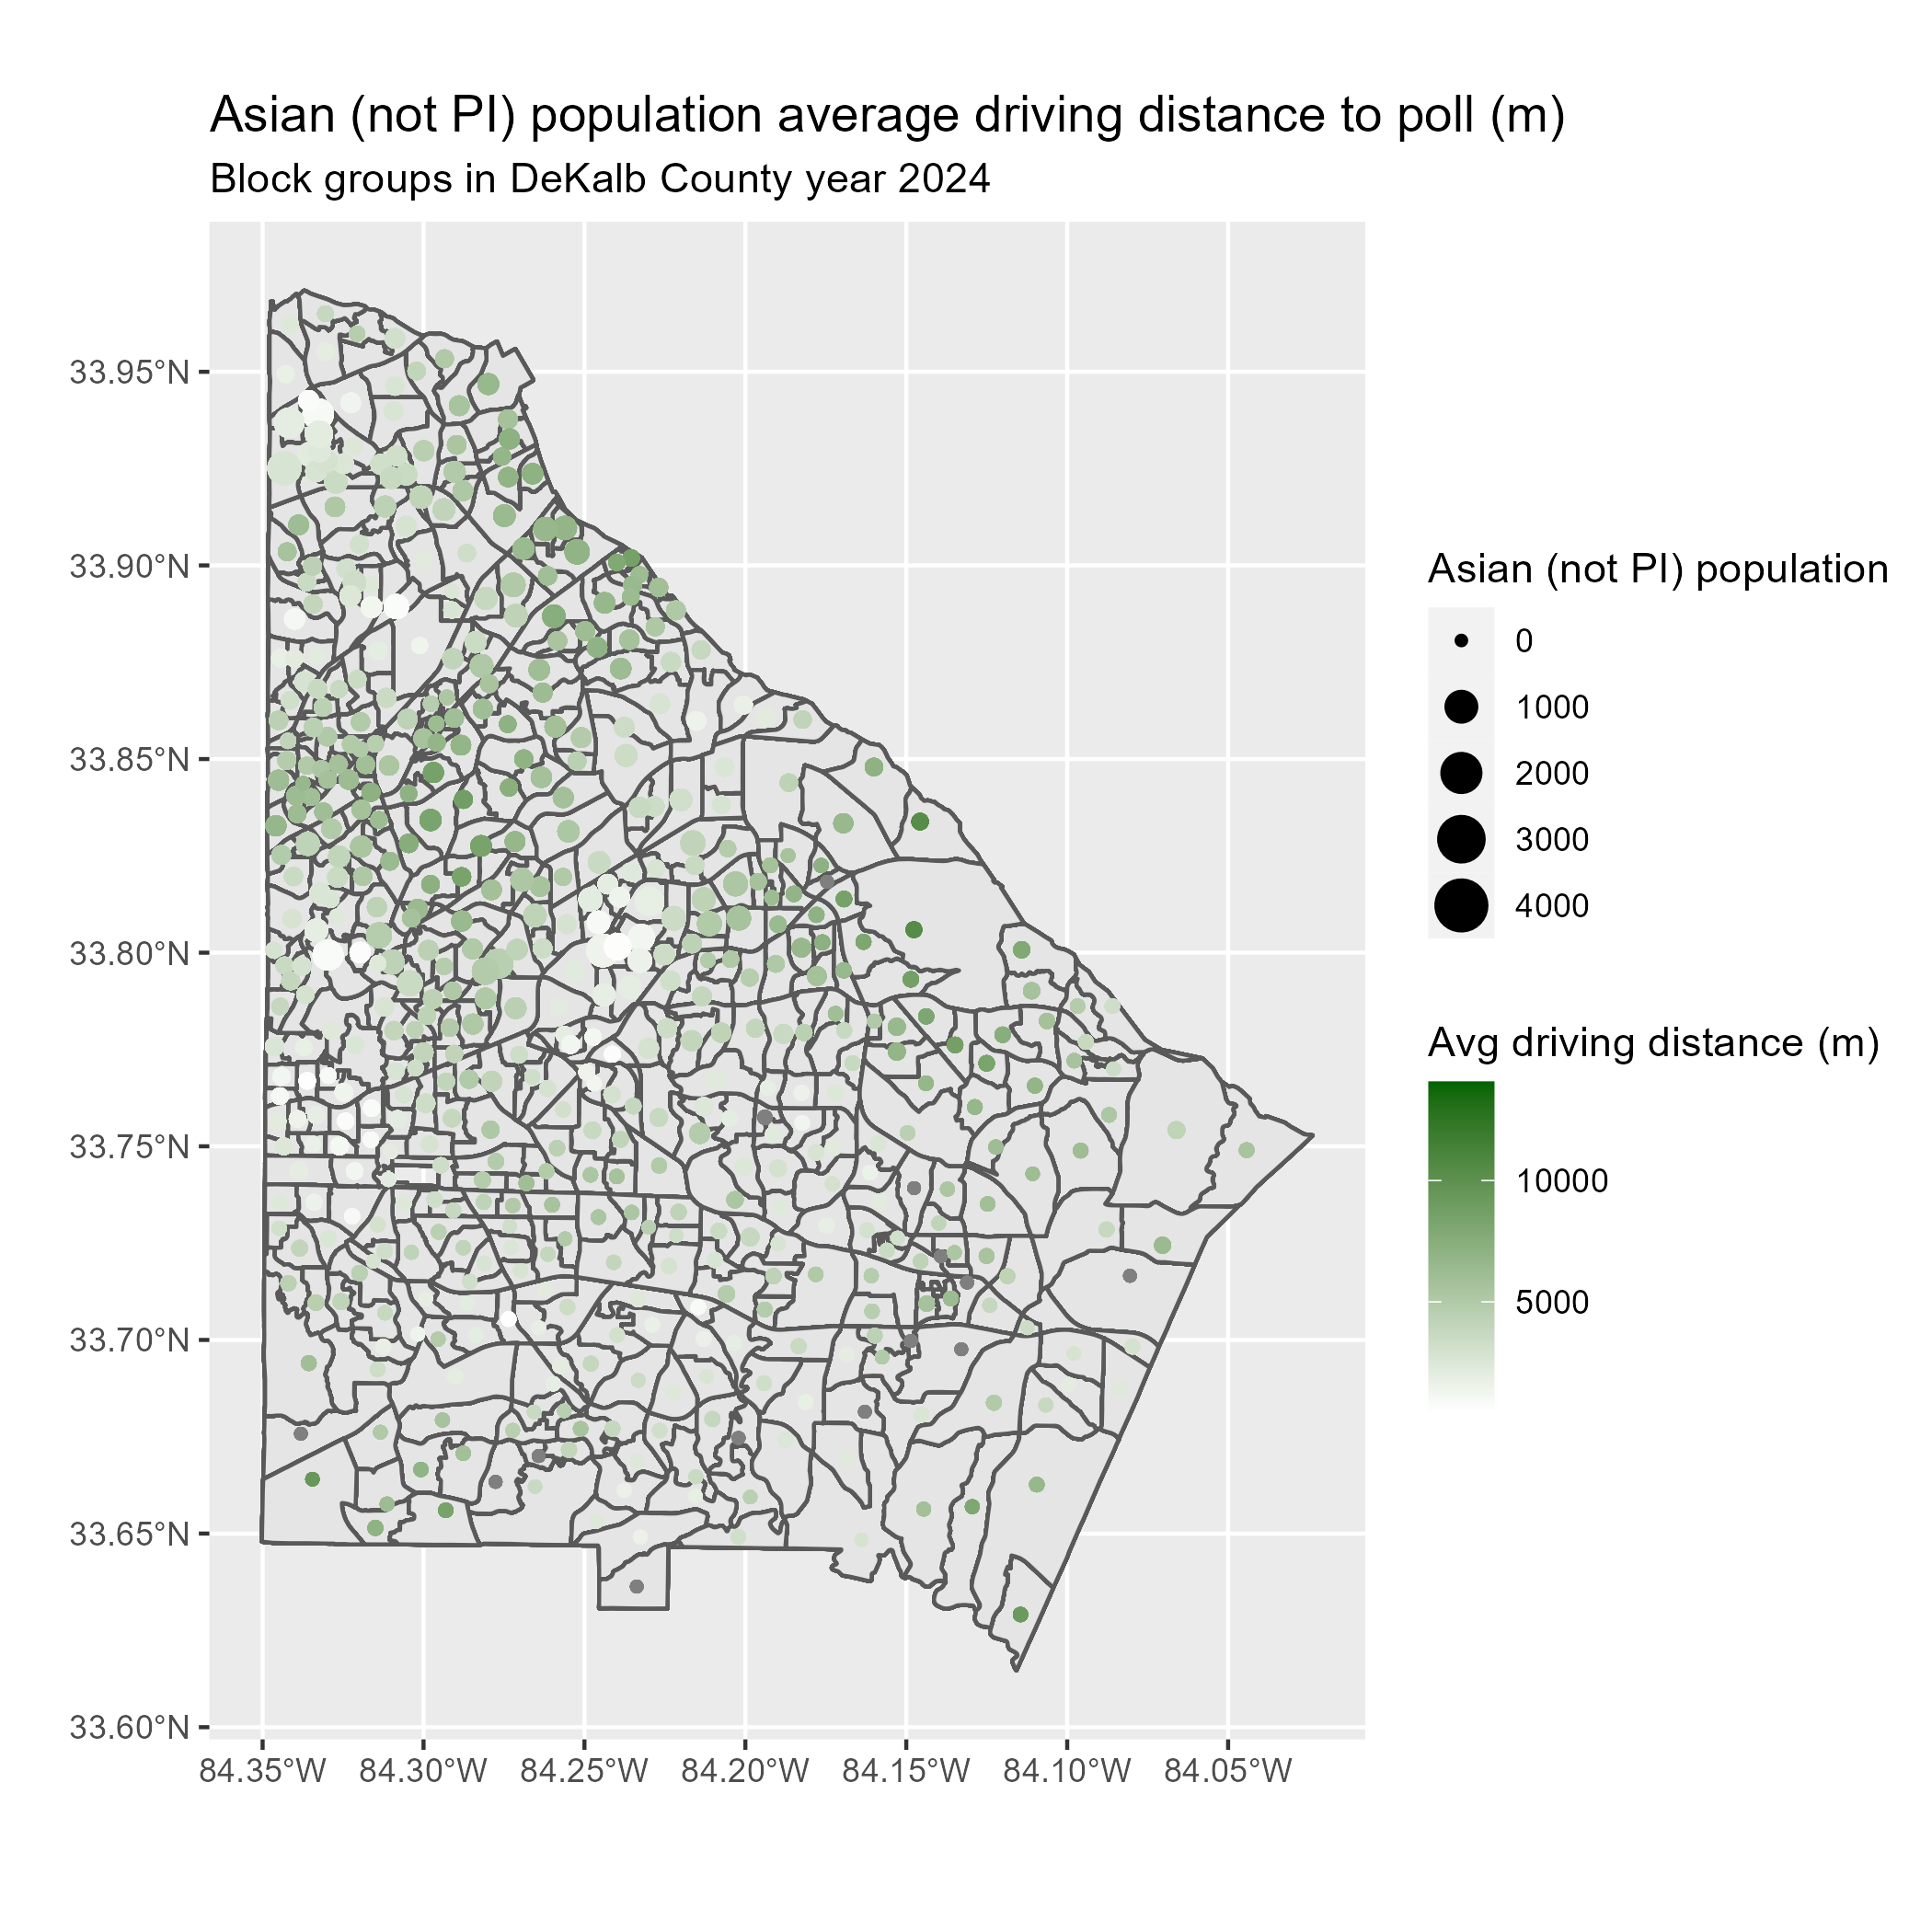 Asian (not PI) population average driving distance to poll (m)
Block groups in DeKalb County year 2024
33.95°N
33.90°N
33.85°N
33.80°N
33.75°N
33.70°N
33.65°N
33.60°N
84.35°W
84.30°W
84.25°W
84.20°W
84.15°W
84.10°W
84.05°W
Asian (not PI) population
0
1000
2000
3000
4000
Avg driving distance (m)
10000
5000